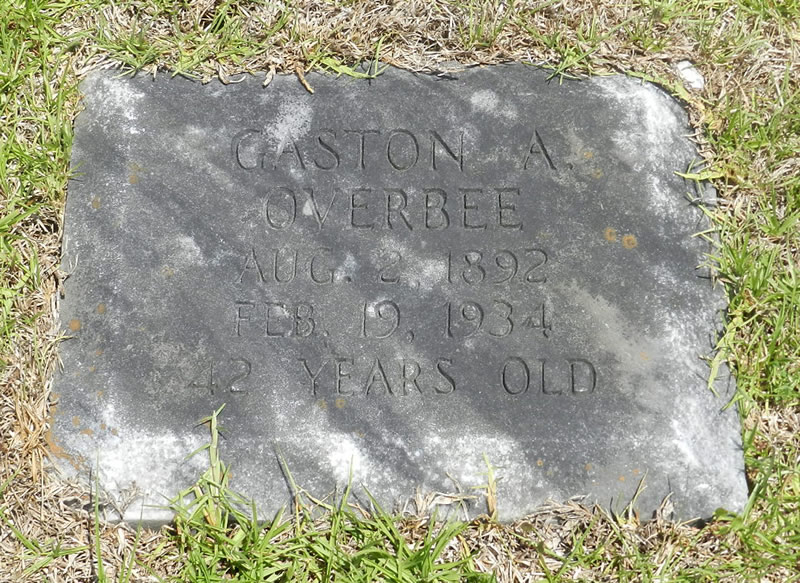 GASTON A.
OVERBEE
AUG. 2, 1892
FEB. 19, 1934
42 YEARS OLD